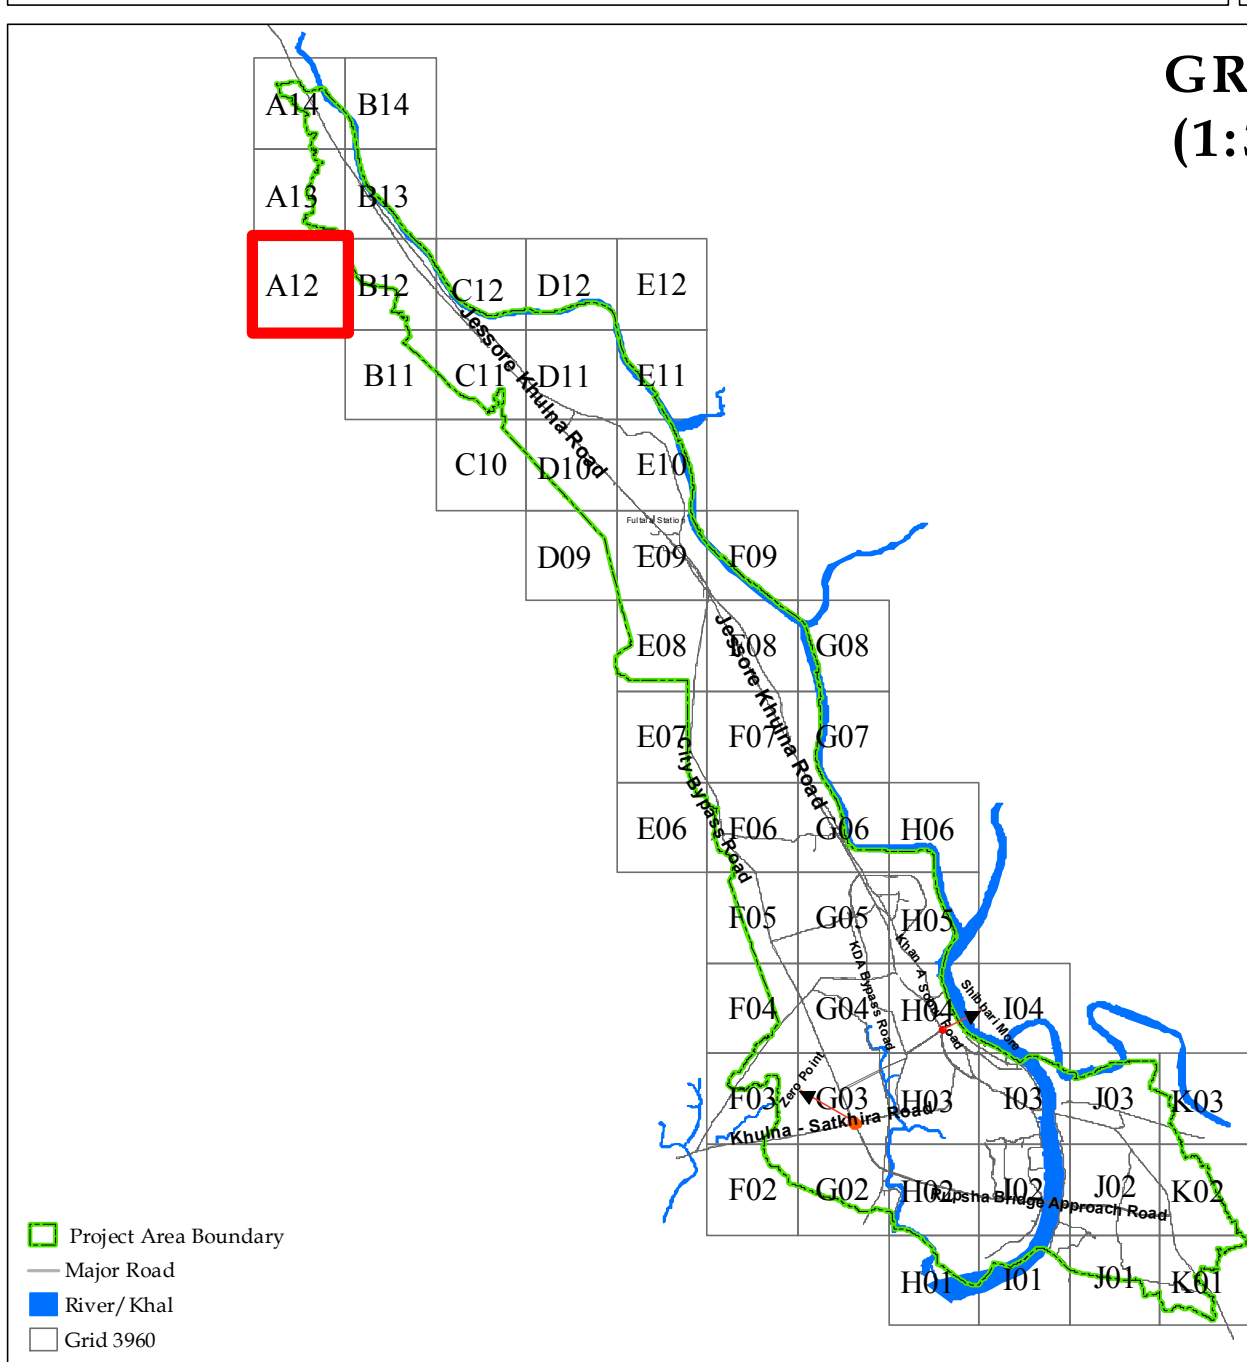 GR
(1:3
A14 B14
A13 B13
A12 B12 C12 D12 E12
Jessore Khulna Road
B11 C11 D11 E11
C10 D10 E10
Fultala Station
D09 E09 F09
E08 F08 G08
Jessore Khulna Road
E07 F07 G07
City Bypass Road
E06 F06 G06 H06
F05 G05 H05
KDA Bypass Road
Khan A Sobur Road
Shibbari More
F04 G04 H04 I04
Zero Point
F03 G03 H03 I03 J03 K03
Khulna - Satkhira Road
F02 G02 H02 I02 J02 K02
Rupsha Bridge Approach Road
H01 I01 J01 K01
Project Area Boundary
Major Road
River/ Khal
Grid 3960